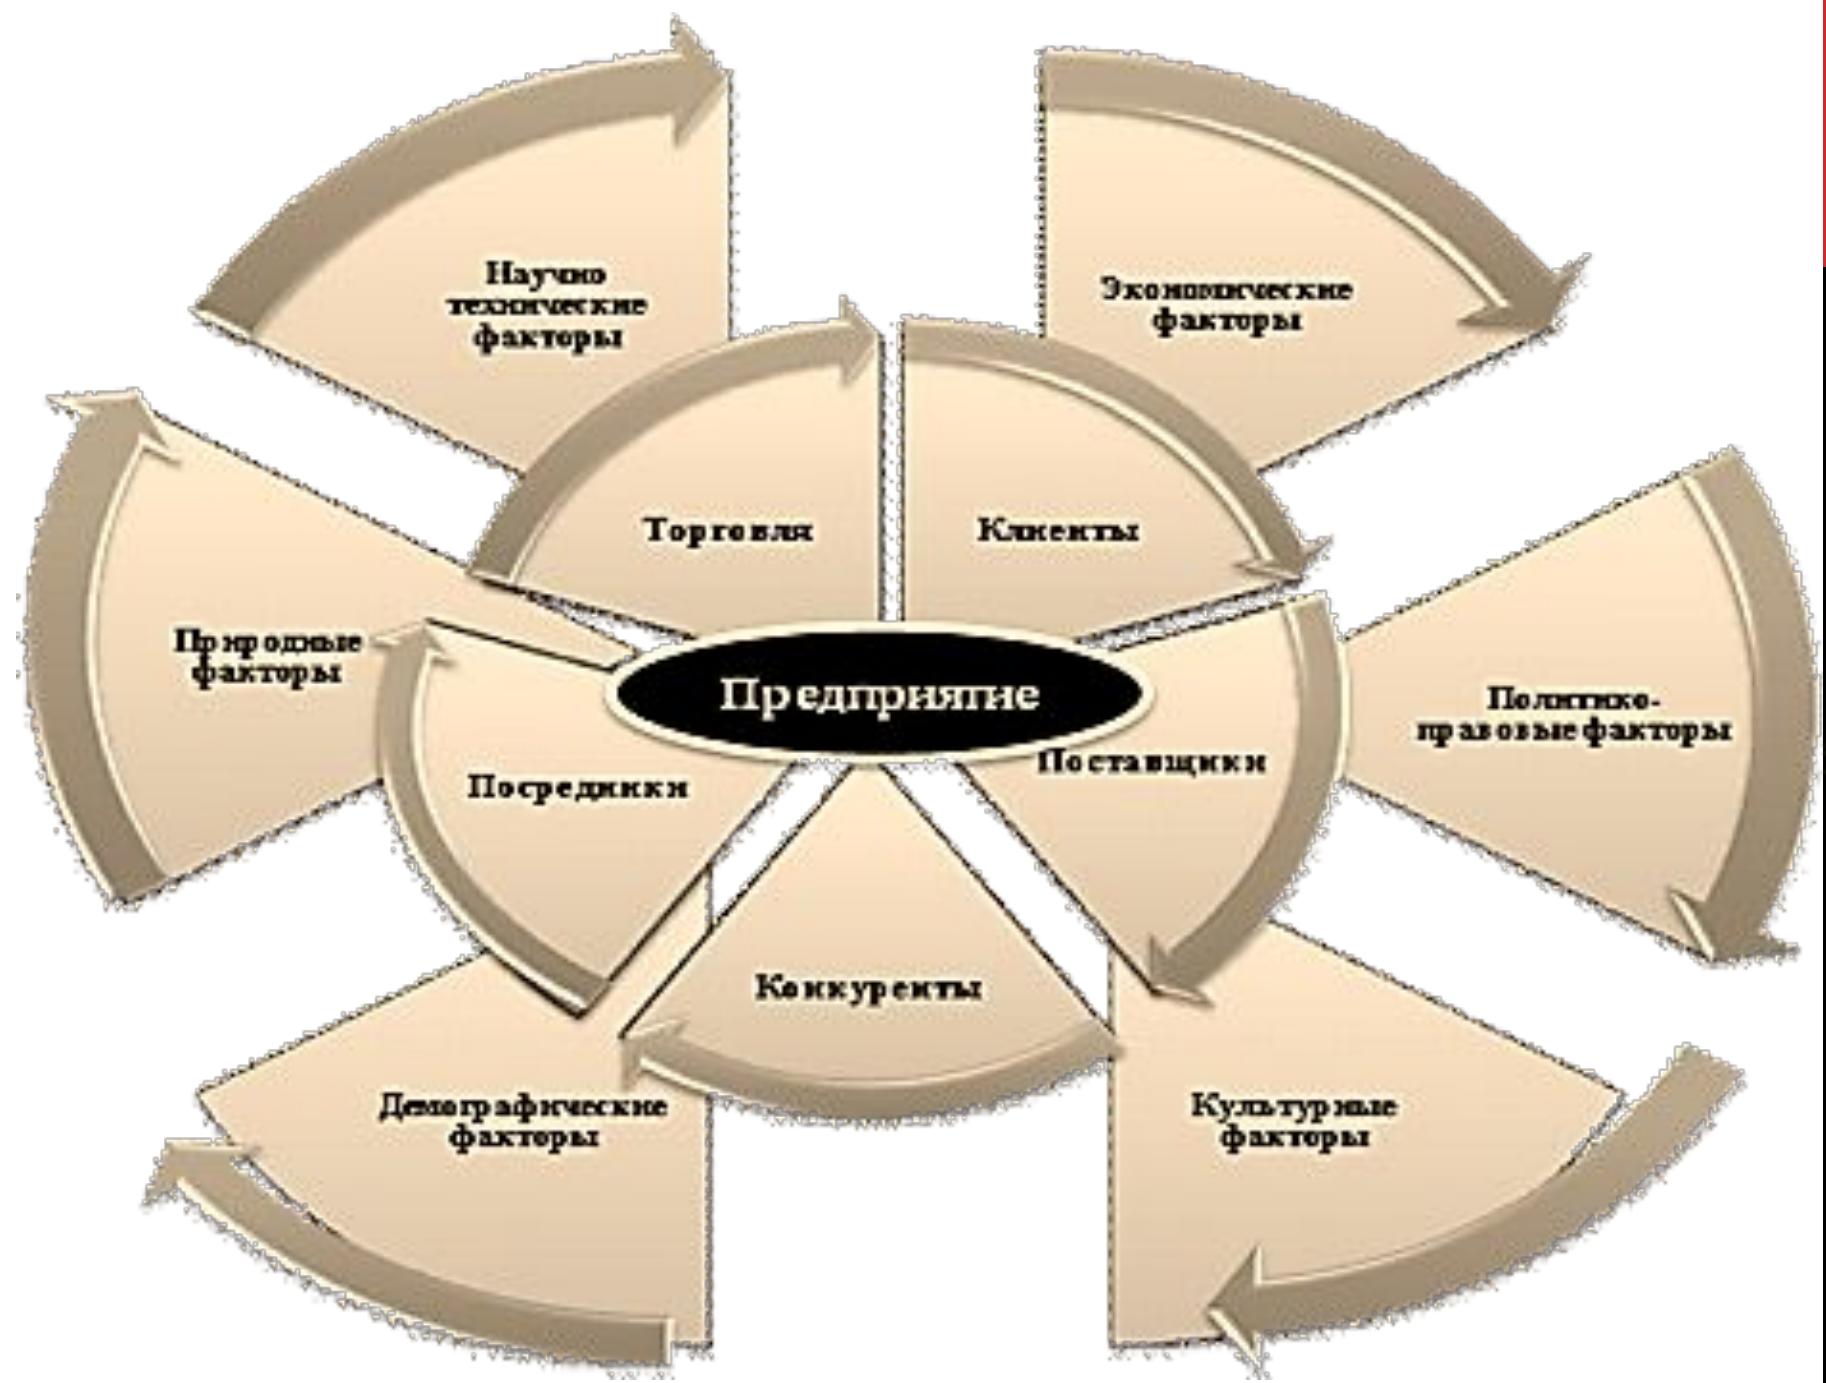 Научно
технические
факторы
Экономические
факторы
Торговля
Клиенты
Природные
факторы
Предприятие
Политико-
правовые факторы
Посредники
Поставщики
Конкуренты
Демографические
факторы
Культурные
факторы